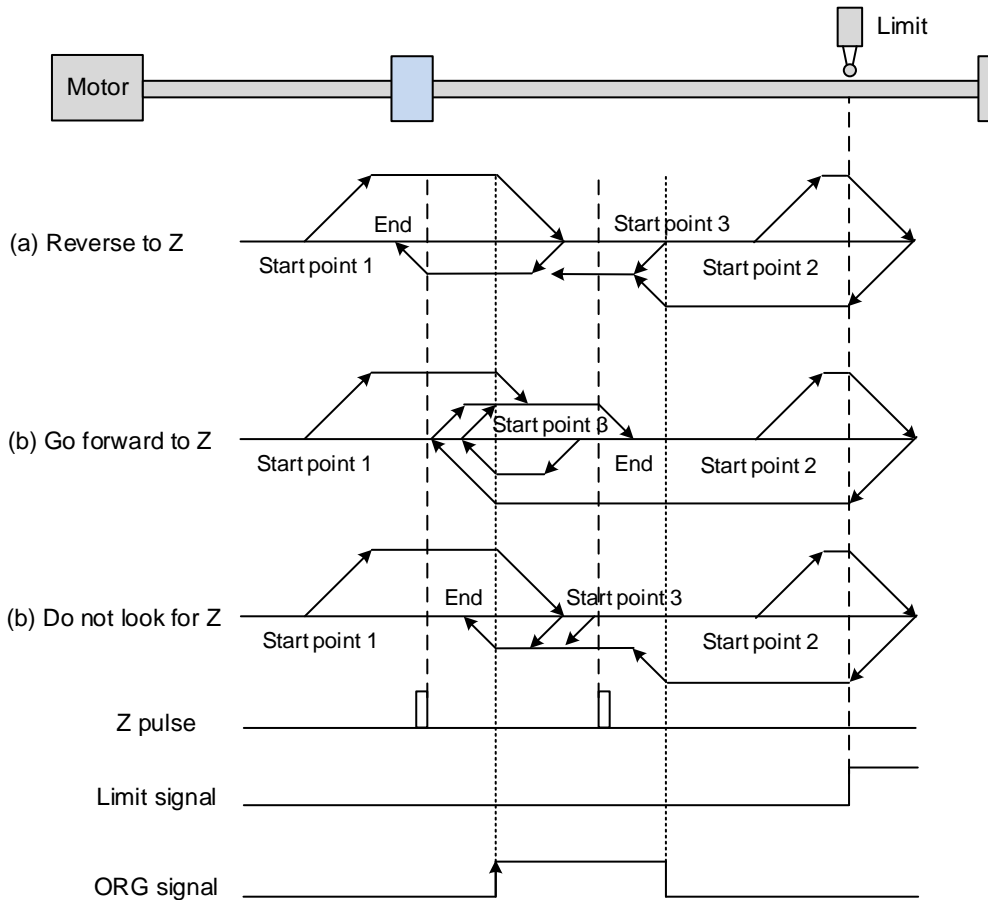 Limit
Motor
(a) Reverse to Z
End
Start point 3
Start point 1
Start point 2
(b) Go forward to Z
Start point 3
Start point 1
End
Start point 2
(b) Do not look for Z
End
Start point 3
Start point 1
Start point 2
Z pulse
Limit signal
ORG signal